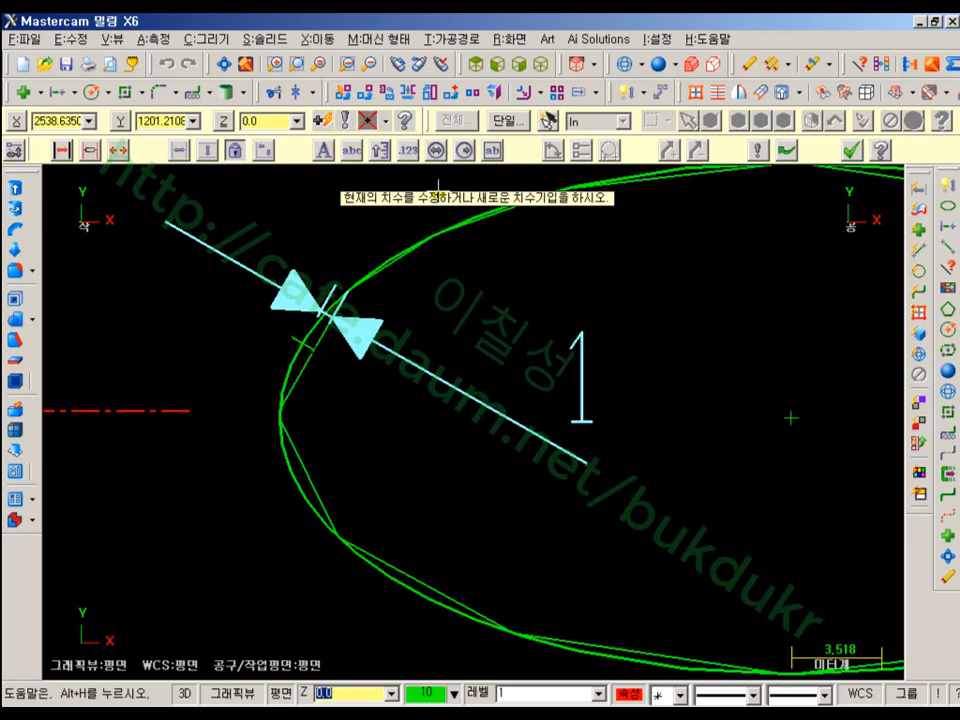 Mastercam 밀링 X6
F:파일 E:수정 V:뷰 A:측정 C:그리기 S:솔리드 X:이동 M:머신 형태 T:가공경로 R:화면 Art Ai Solutions I:설정 H:도움말
X 2538.6350 Y 1201.2108 Z 0.0 전체... 단일... In
A abc .123 ab
현재의 치수를 수정하거나 새로운 치수기입을 하시오.
Y Y
X X
작 공
http://cafe.daum.net/bukdukr
이칠성
1
Y
X
3,518
미터계
그래픽뷰:평면 WCS:평면 공구/작업평면:평면
도움말은, Alt+H를 누르시오. 3D 그래픽뷰 평면 Z 0.0 10 레벨 1 속성 * WCS 그룹 ! ?